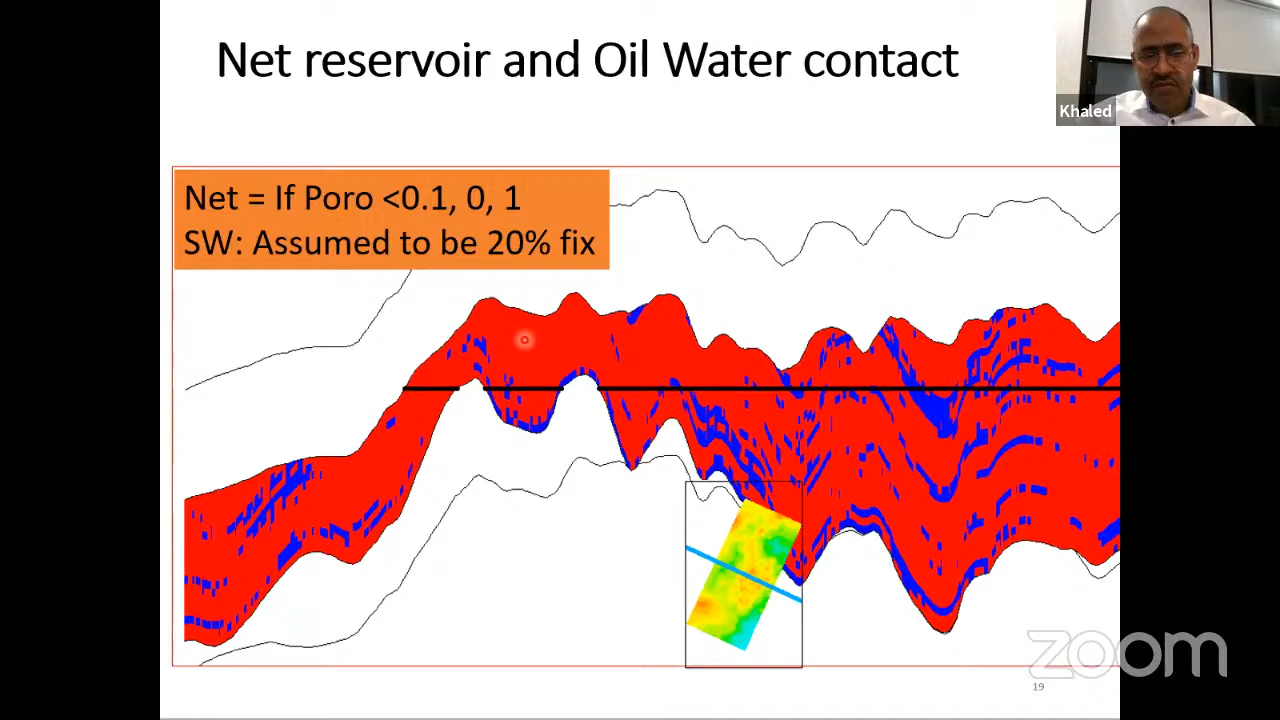 Net reservoir and Oil Water contact
Khaled
Net = If Poro <0.1, 0, 1
SW: Assumed to be 20% fix
zoom
19